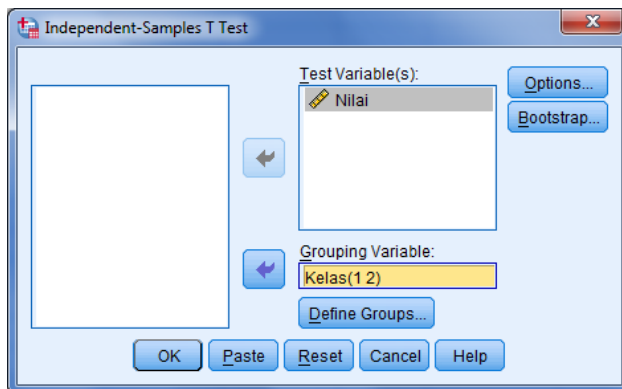 Independent-Samples T Test
Test Variable(s):
Nilai
Options...
Bootstrap...
Grouping Variable:
Kelas(1 2)
Define Groups...
OK Paste Reset Cancel Help